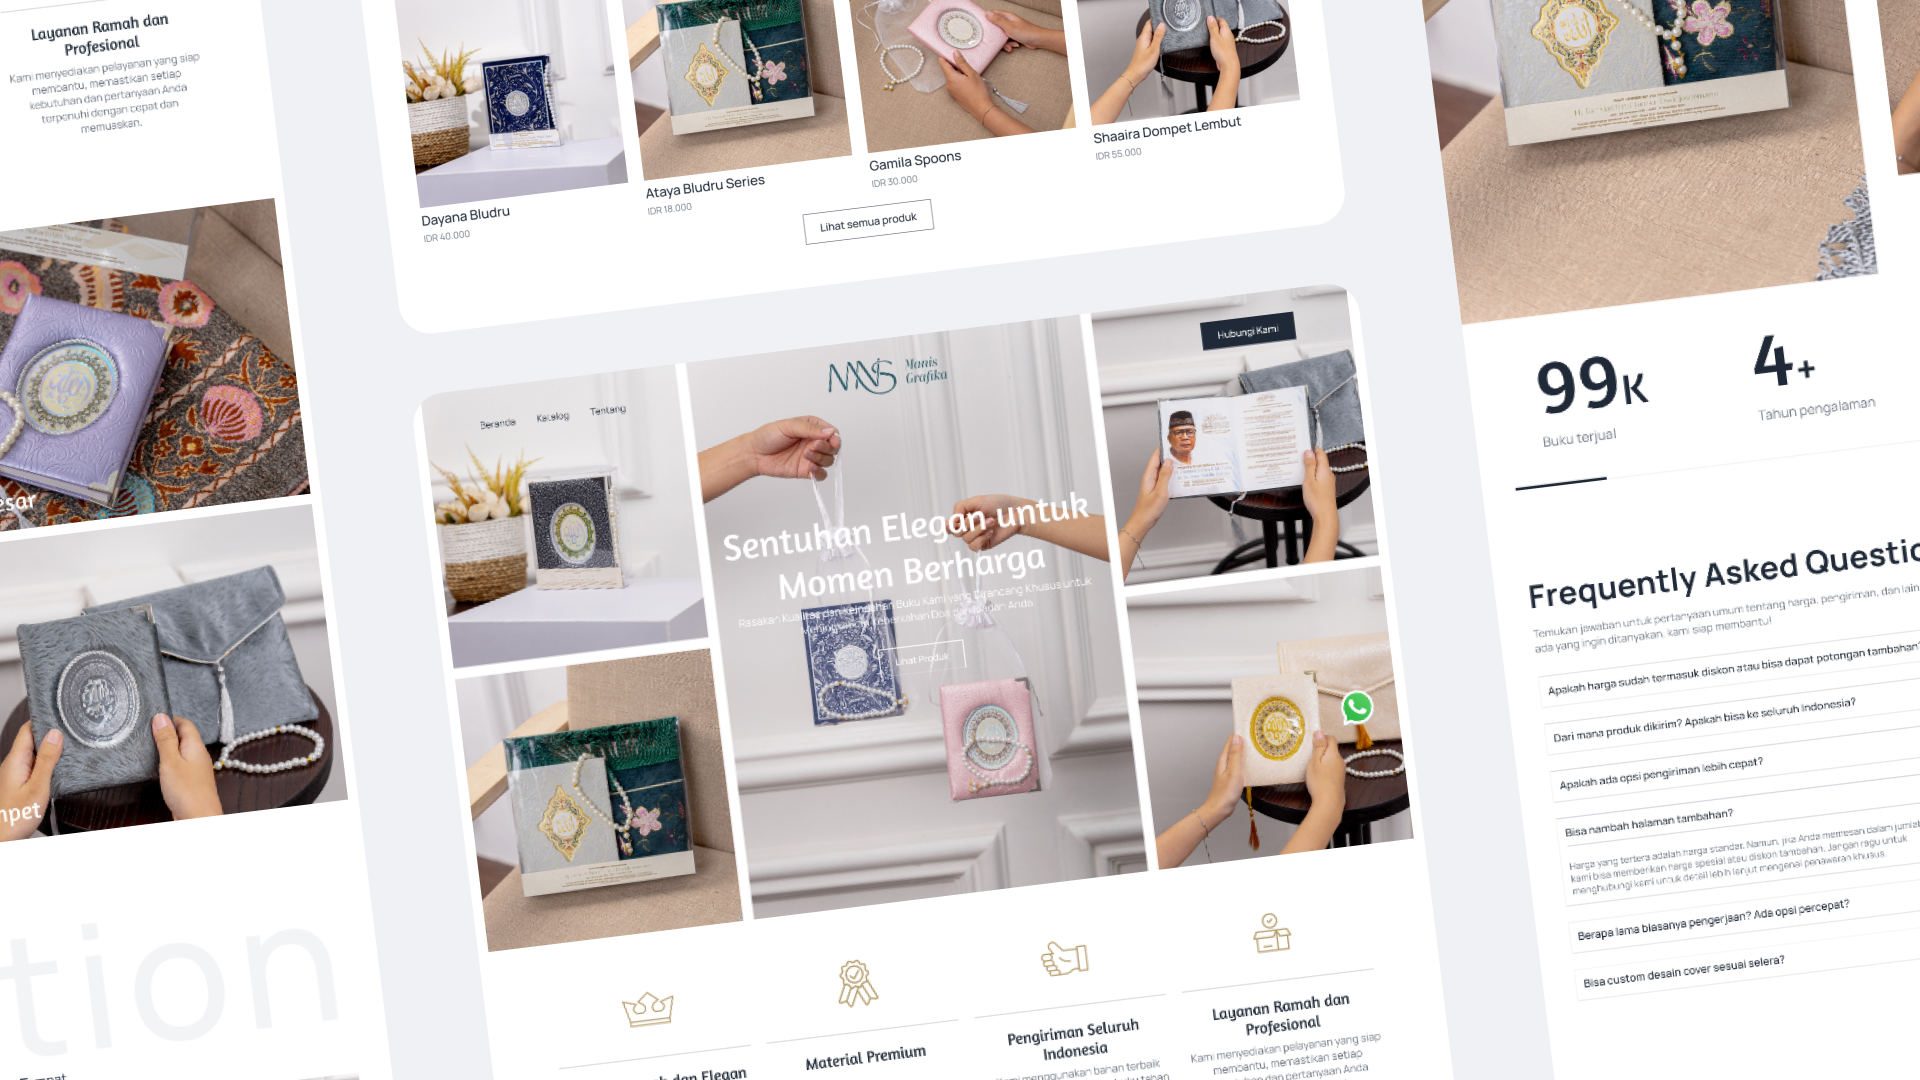 Layanan Ramah dan
Profesional
Kami menyediakan pelayanan yang siap
membantu, memastikan setiap
kebutuhan dan pertanyaan Anda
terpenuhi dengan cepat dan
memuaskan.
esar
npet
tion
Dayana Bludru
IDR 40.000
Ataya Bludru Series
IDR 18.000
Gamila Spoons
IDR 30.000
Shaaira Dompet Lembut
IDR 55.000
Lihat semua produk
Beranda
Katalog
Tentang
MNS
Manis
Grafika
Hubungi Kami
Sentuhan Elegan untuk
Momen Berharga
Rasakan Kualitas dan Keindahan Buku Kami yang Dirancang Khusus untuk
Keberkahan Doa dan Anda
Lihat Produk
h dan Elegan
Material Premium
Pengiriman Seluruh
Indonesia
menggunakan bahan terbaik
Layanan Ramah dan
Profesional
Kami menyediakan pelayanan yang siap
membantu, memastikan setiap
dan pertanyaan Anda
99K
Buku terjual
4+
Tahun pengalaman
Frequently Asked Questio
Temukan jawaban untuk pertanyaan umum tentang harga, pengiriman, dan lain
ada yang ingin ditanyakan, kami siap membantu!
Apakah harga sudah termasuk diskon atau bisa dapat potongan tambahan?
Dari mana produk dikirim? Apakah bisa ke seluruh Indonesia?
Apakah ada opsi pengiriman lebih cepat?
Bisa nambah halaman tambahan?
Harga yang tertera adalah harga standar. Namun, jika Anda memesan dalam jumlah
kami bisa memberikan harga spesial atau diskon tambahan. Jangan ragu untuk
menghubungi kami untuk detail lebih lanjut mengenai penawaran khusus.
Berapa lama biasanya pengerjaan? Ada opsi percepat?
Bisa custom desain cover sesuai selera?